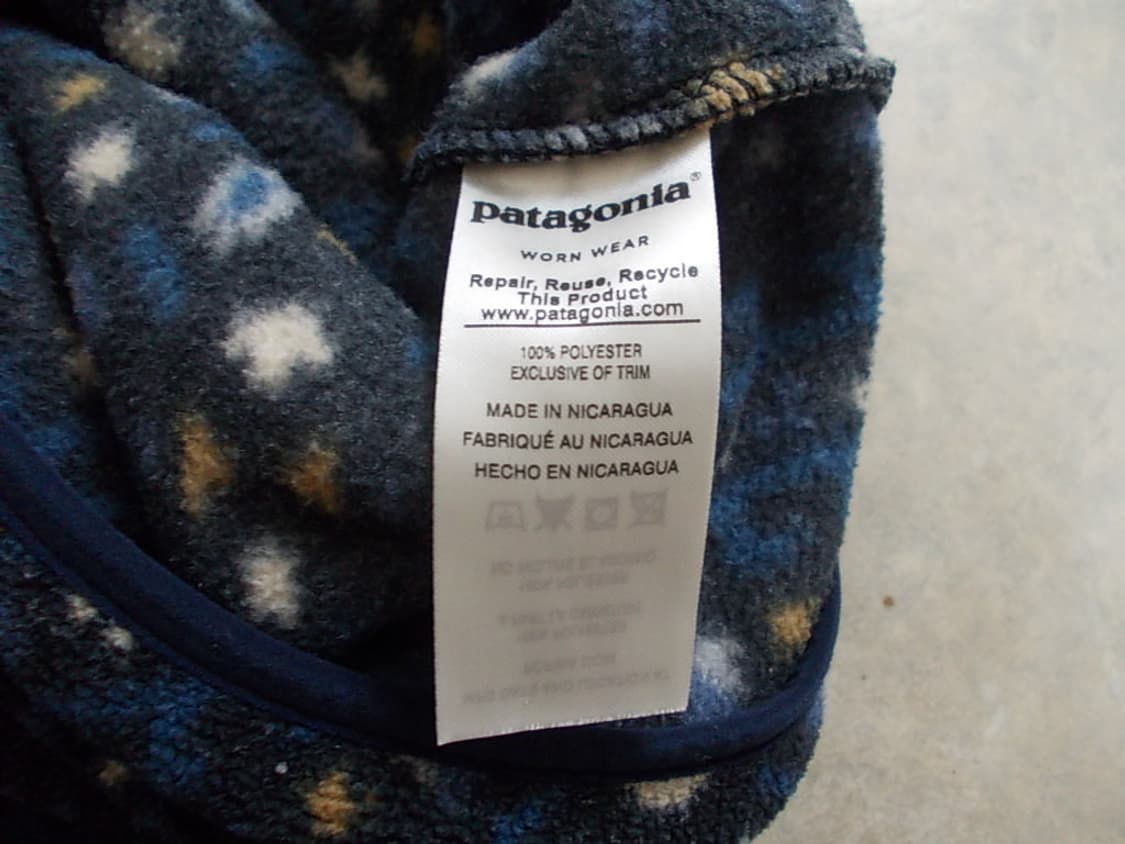 patagonia®
WORN WEAR
Repair, Reuse, Recycle
This Product
www.patagonia.com
100% POLYESTER
EXCLUSIVE OF TRIM
MADE IN NICARAGUA
FABRIQUÉ AU NICARAGUA
HECHO EN NICARAGUA